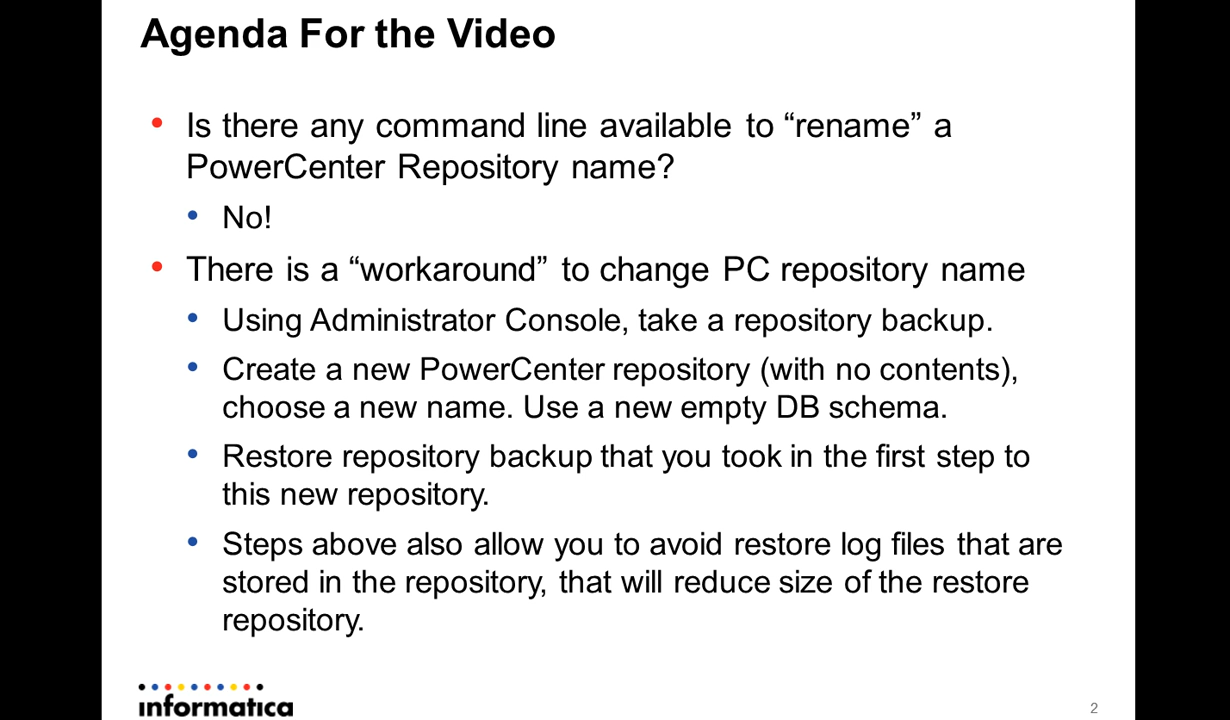 Agenda For the Video
• Is there any command line available to “rename” a
PowerCenter Repository name?
• No!
• There is a “workaround” to change PC repository name
• Using Administrator Console, take a repository backup.
• Create a new PowerCenter repository (with no contents),
choose a new name. Use a new empty DB schema.
• Restore repository backup that you took in the first step to
this new repository.
• Steps above also allow you to avoid restore log files that are
stored in the repository, that will reduce size of the restore
repository.
informatica
2